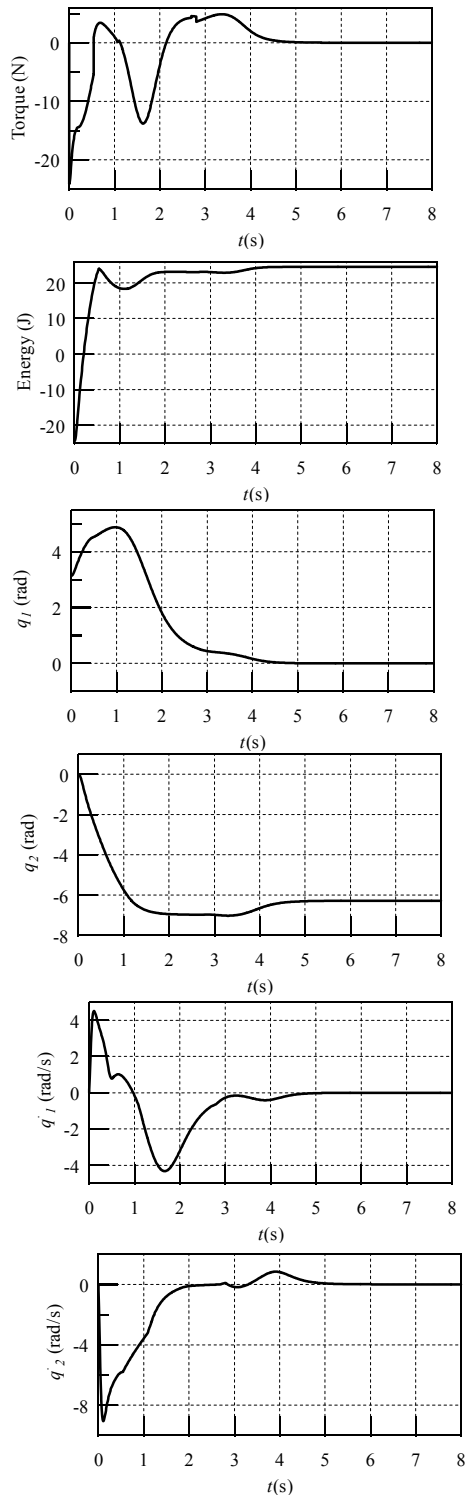 Torque (N)
0
-10
-20
0 1 2 3 4 5 6 7 8
t(s)
Energy (J)
20
10
0
-10
-20
0 1 2 3 4 5 6 7 8
t(s)
q1 (rad)
4
2
0
0 1 2 3 4 5 6 7 8
t(s)
q2 (rad)
0
-2
-4
-6
-8
0 1 2 3 4 5 6 7 8
t(s)
q̇1 (rad/s)
4
2
0
-2
-4
0 1 2 3 4 5 6 7 8
t(s)
q̇2 (rad/s)
0
-4
-8
0 1 2 3 4 5 6 7 8
t(s)